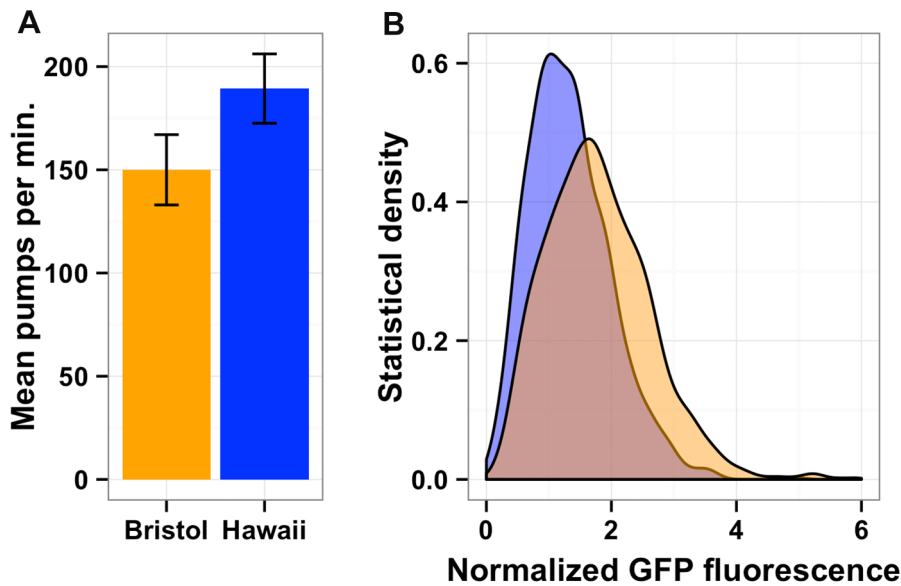 A
Mean pumps per min.
200
150
100
50
0
Bristol Hawaii
B
Statistical density
0.6
0.4
0.2
0.0
0 2 4 6
Normalized GFP fluorescence